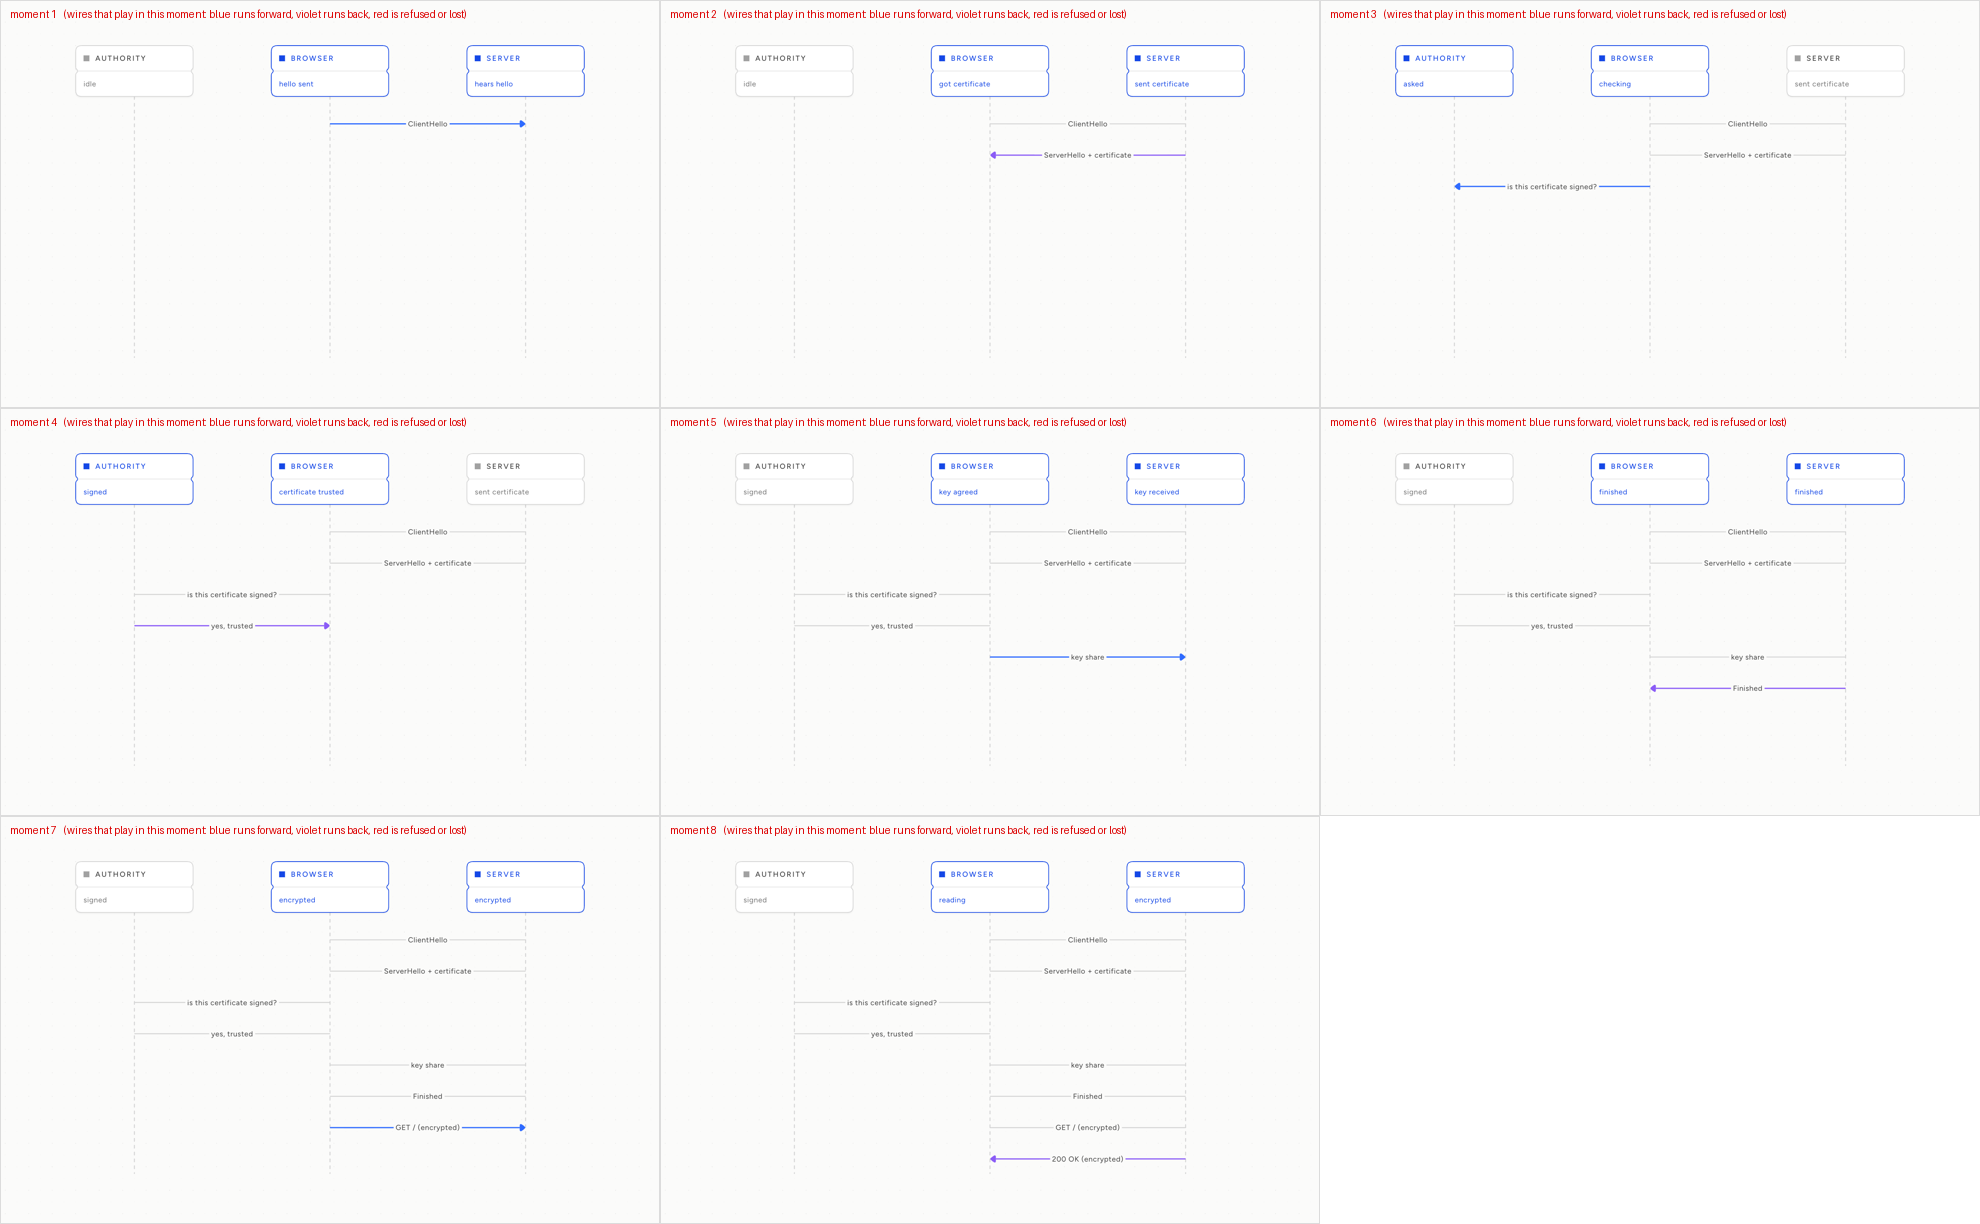 moment 1 (wires that play in this moment: blue runs forward, violet runs back, red is refused or lost)
AUTHORITY BROWSER SERVER
idle hello sent hears hello
ClientHello
moment 2 (wires that play in this moment: blue runs forward, violet runs back, red is refused or lost)
AUTHORITY BROWSER SERVER
idle got certificate sent certificate
ClientHello
ServerHello + certificate
moment 3 (wires that play in this moment: blue runs forward, violet runs back, red is refused or lost)
AUTHORITY BROWSER SERVER
asked checking sent certificate
ClientHello
ServerHello + certificate
is this certificate signed?
moment 4 (wires that play in this moment: blue runs forward, violet runs back, red is refused or lost)
AUTHORITY BROWSER SERVER
signed certificate trusted sent certificate
ClientHello
ServerHello + certificate
is this certificate signed?
yes, trusted
moment 5 (wires that play in this moment: blue runs forward, violet runs back, red is refused or lost)
AUTHORITY BROWSER SERVER
signed key agreed key received
ClientHello
ServerHello + certificate
is this certificate signed?
yes, trusted
key share
moment 6 (wires that play in this moment: blue runs forward, violet runs back, red is refused or lost)
AUTHORITY BROWSER SERVER
signed finished finished
ClientHello
ServerHello + certificate
is this certificate signed?
yes, trusted
key share
Finished
moment 7 (wires that play in this moment: blue runs forward, violet runs back, red is refused or lost)
AUTHORITY BROWSER SERVER
signed encrypted encrypted
ClientHello
ServerHello + certificate
is this certificate signed?
yes, trusted
key share
Finished
GET / (encrypted)
moment 8 (wires that play in this moment: blue runs forward, violet runs back, red is refused or lost)
AUTHORITY BROWSER SERVER
signed reading encrypted
ClientHello
ServerHello + certificate
is this certificate signed?
yes, trusted
key share
Finished
GET / (encrypted)
200 OK (encrypted)